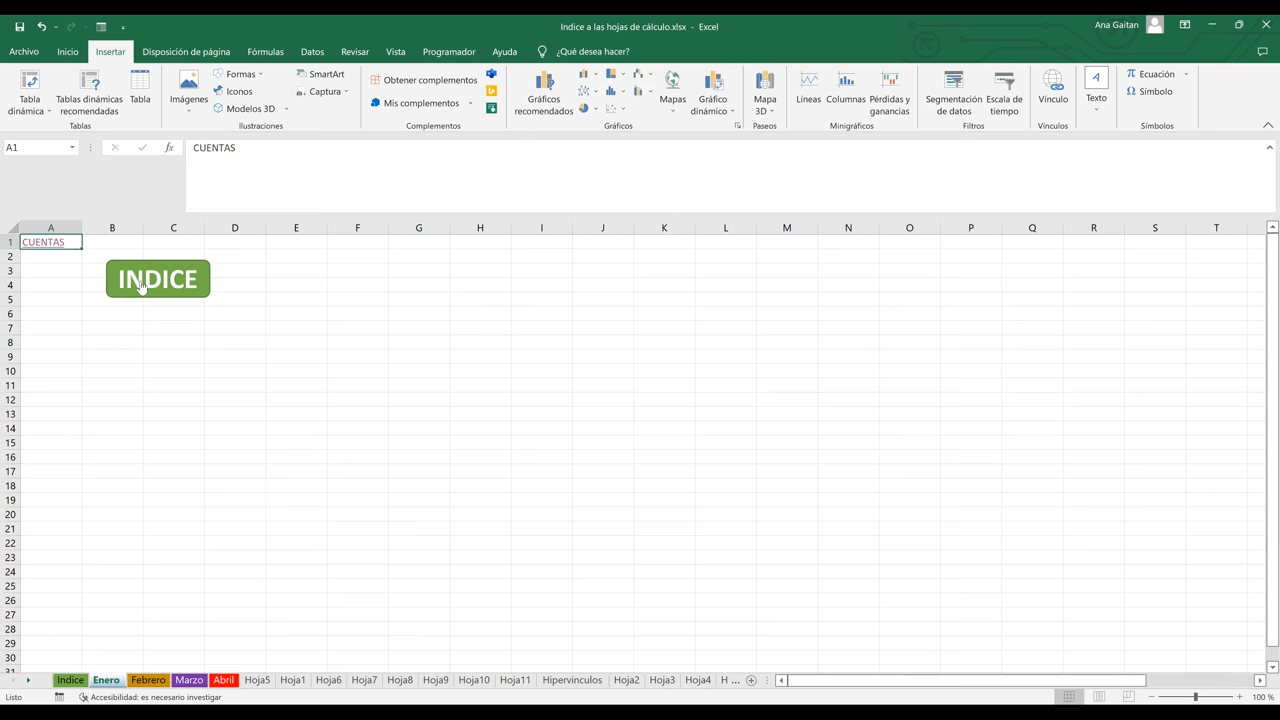 Indice a las hojas de cálculo.xlsx - Excel
Ana Gaitan
Archivo Inicio Insertar Disposición de página Fórmulas Datos Revisar Vista Programador Ayuda ¿Qué desea hacer?
Tabla dinámica
Tablas dinámicas recomendadas
Tabla
Tablas
Imágenes
Formas
Iconos
Modelos 3D
SmartArt
Captura
Ilustraciones
Obtener complementos
Mis complementos
Complementos
Gráficos recomendados
Mapas
Gráfico dinámico
Gráficos
Mapa 3D
Paseos
Líneas
Columnas
Pérdidas y ganancias
Minigráficos
Segmentación de datos
Escala de tiempo
Filtros
Vínculo
Vínculos
Texto
Ecuación
Símbolo
Símbolos
A1
fx
CUENTAS
A B C D E F G H I J K L M N O P Q R S T
1 CUENTAS
2
3
INDICE
4
5
6
7
8
9
10
11
12
13
14
15
16
17
18
19
20
21
22
23
24
25
26
27
28
29
30
31
Indice Enero Febrero Marzo Abril Hoja5 Hoja1 Hoja6 Hoja7 Hoja8 Hoja9 Hoja10 Hoja11 Hipervínculos Hoja2 Hoja3 Hoja4 H ...
Listo
Accesibilidad: es necesario investigar
100 %